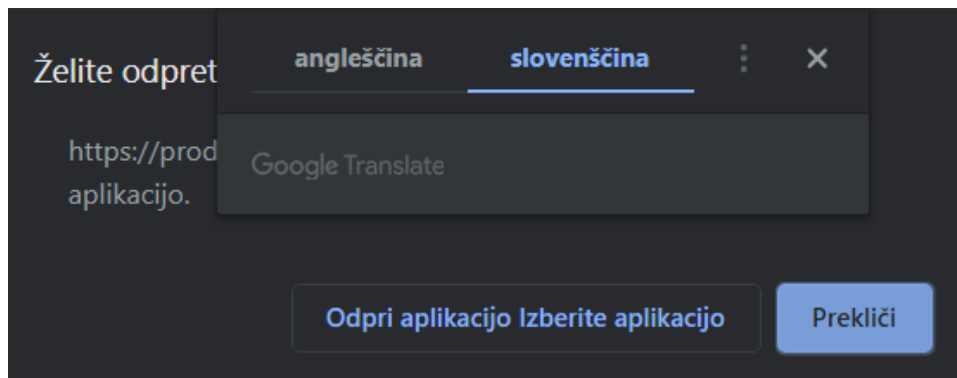 angleščina slovenščina
Želite odpret
https://prod
Google Translate
aplikacijo.
Odpri aplikacijo Izberite aplikacijo Prekliči